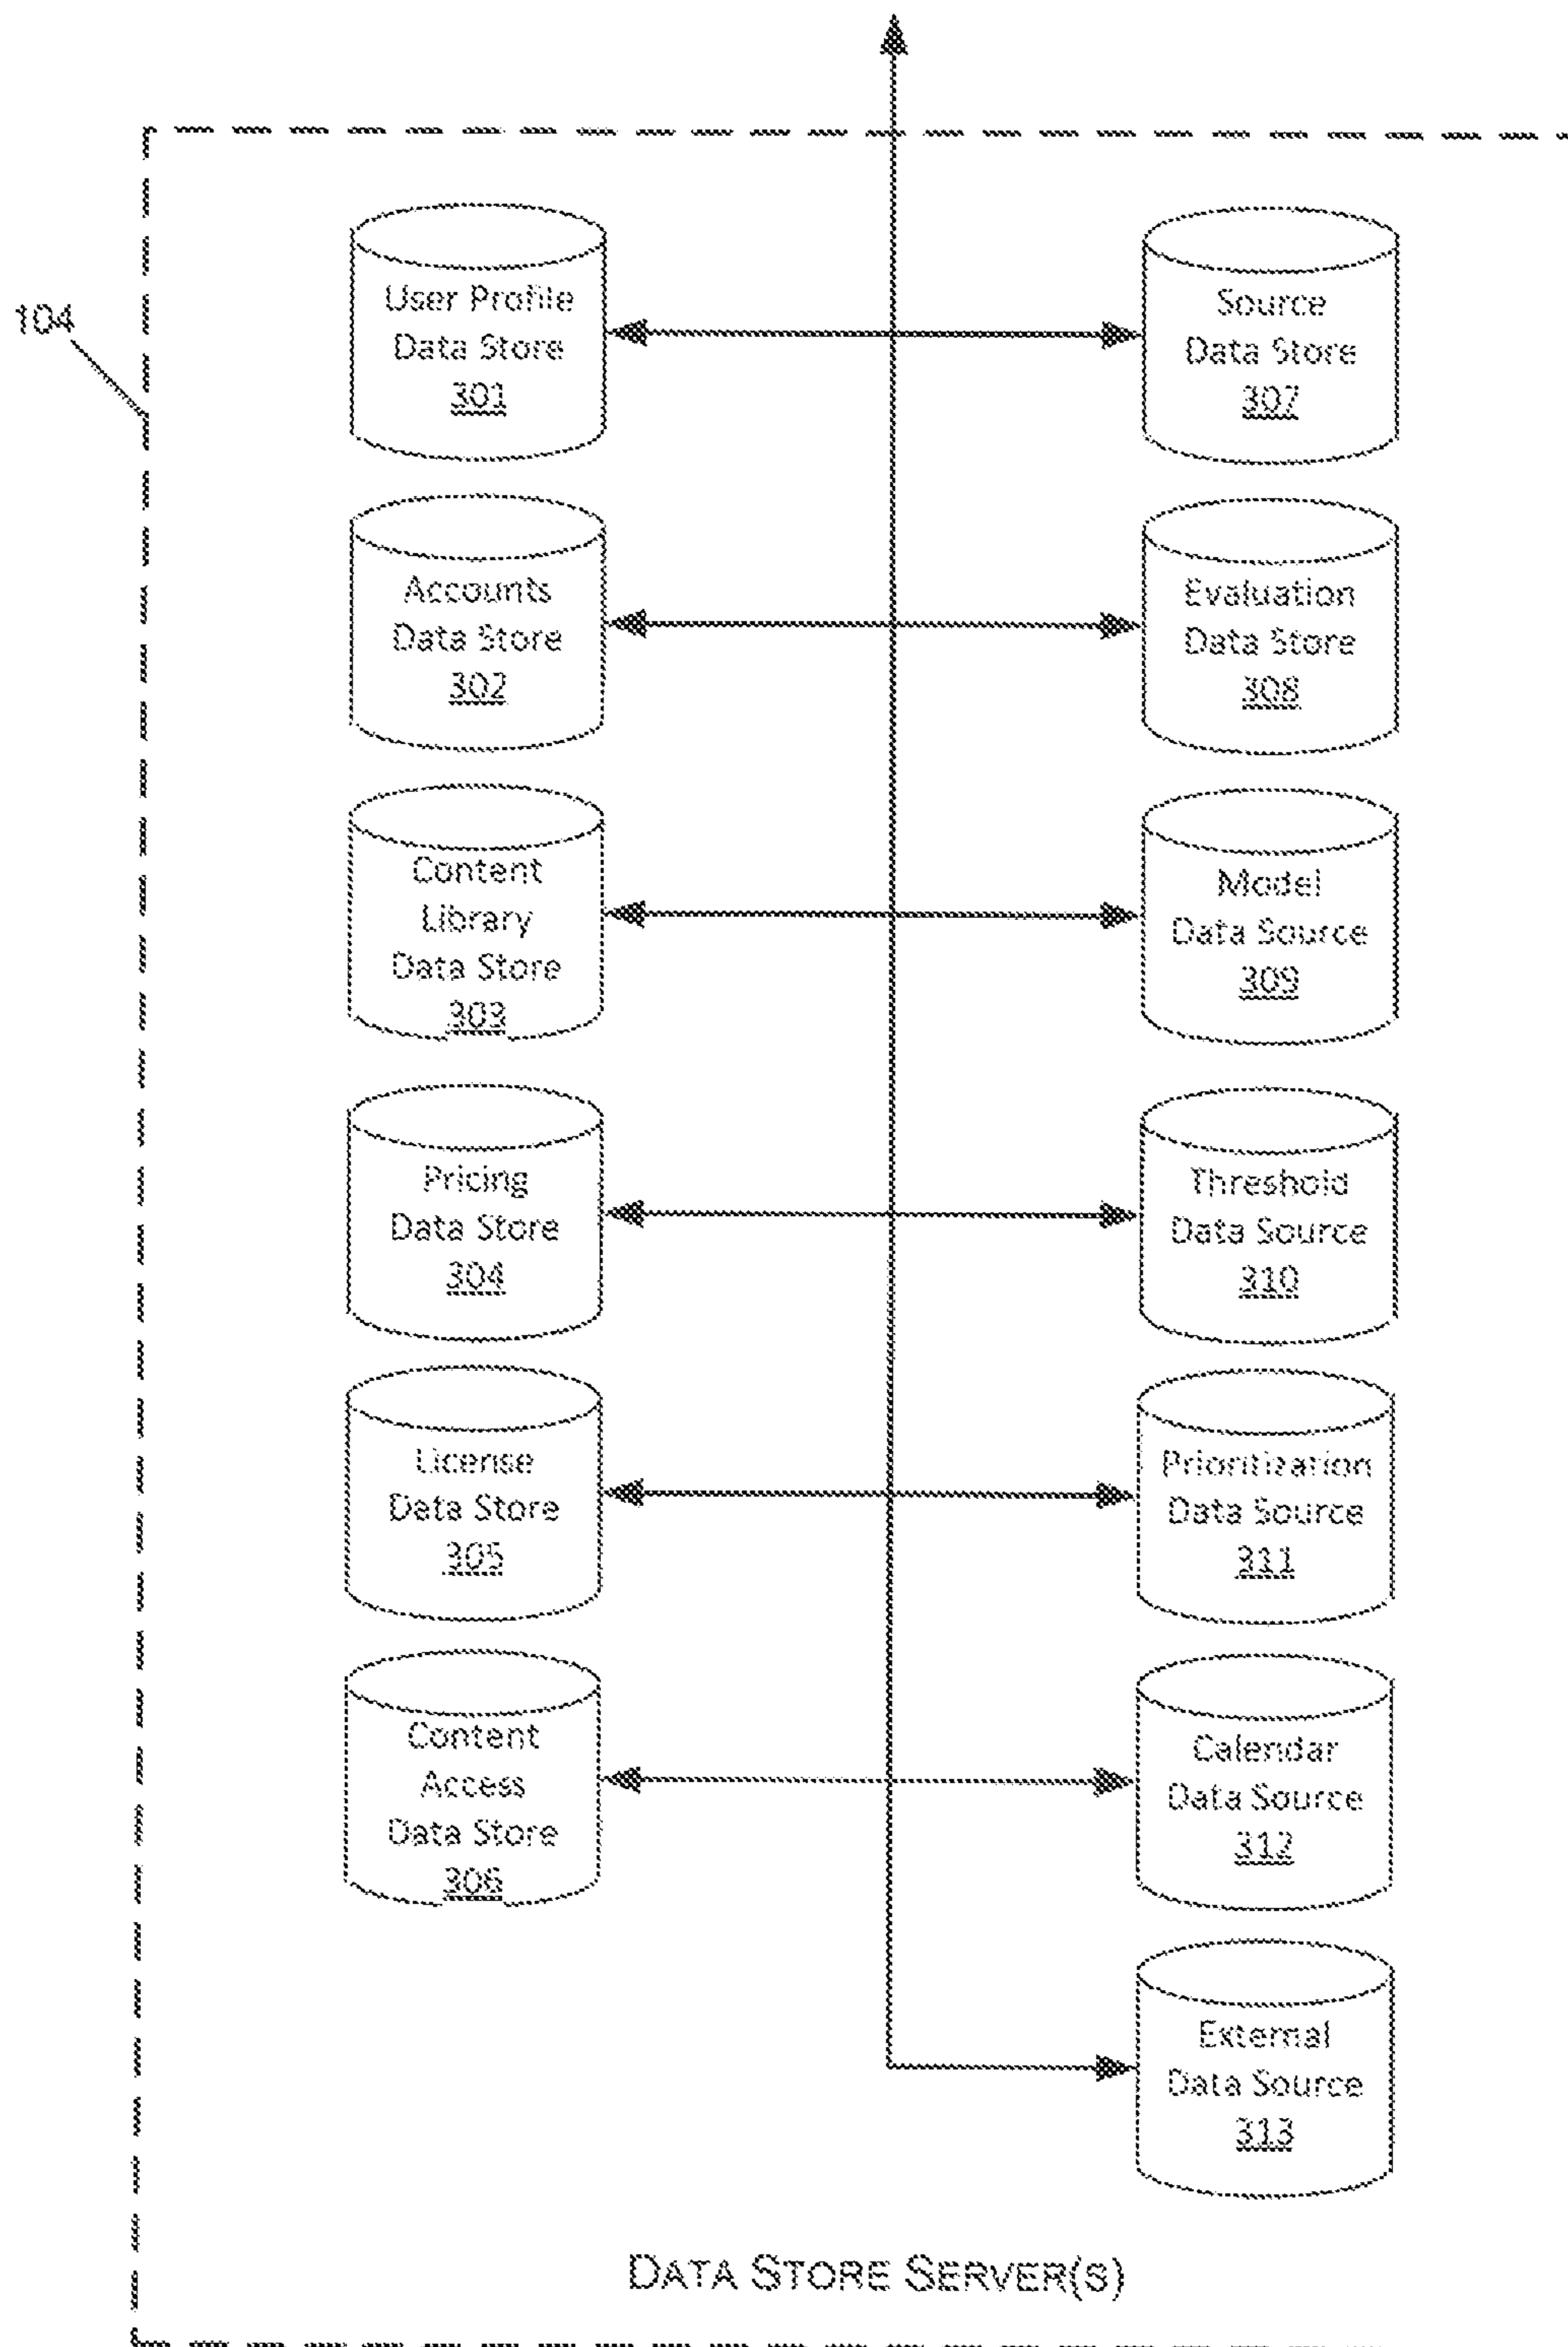 104
User Profile
Data Store
301
Accounts
Data Store
302
Content
Library
Data Store
303
Pricing
Data Store
304
License
Data Store
305
Content
Access
Data Store
306
Source
Data Store
307
Evaluation
Data Store
308
Model
Data Source
309
Threshold
Data Source
310
Prioritization
Data Source
311
Calendar
Data Source
312
External
Data Source
313
DATA STORE SERVER(S)